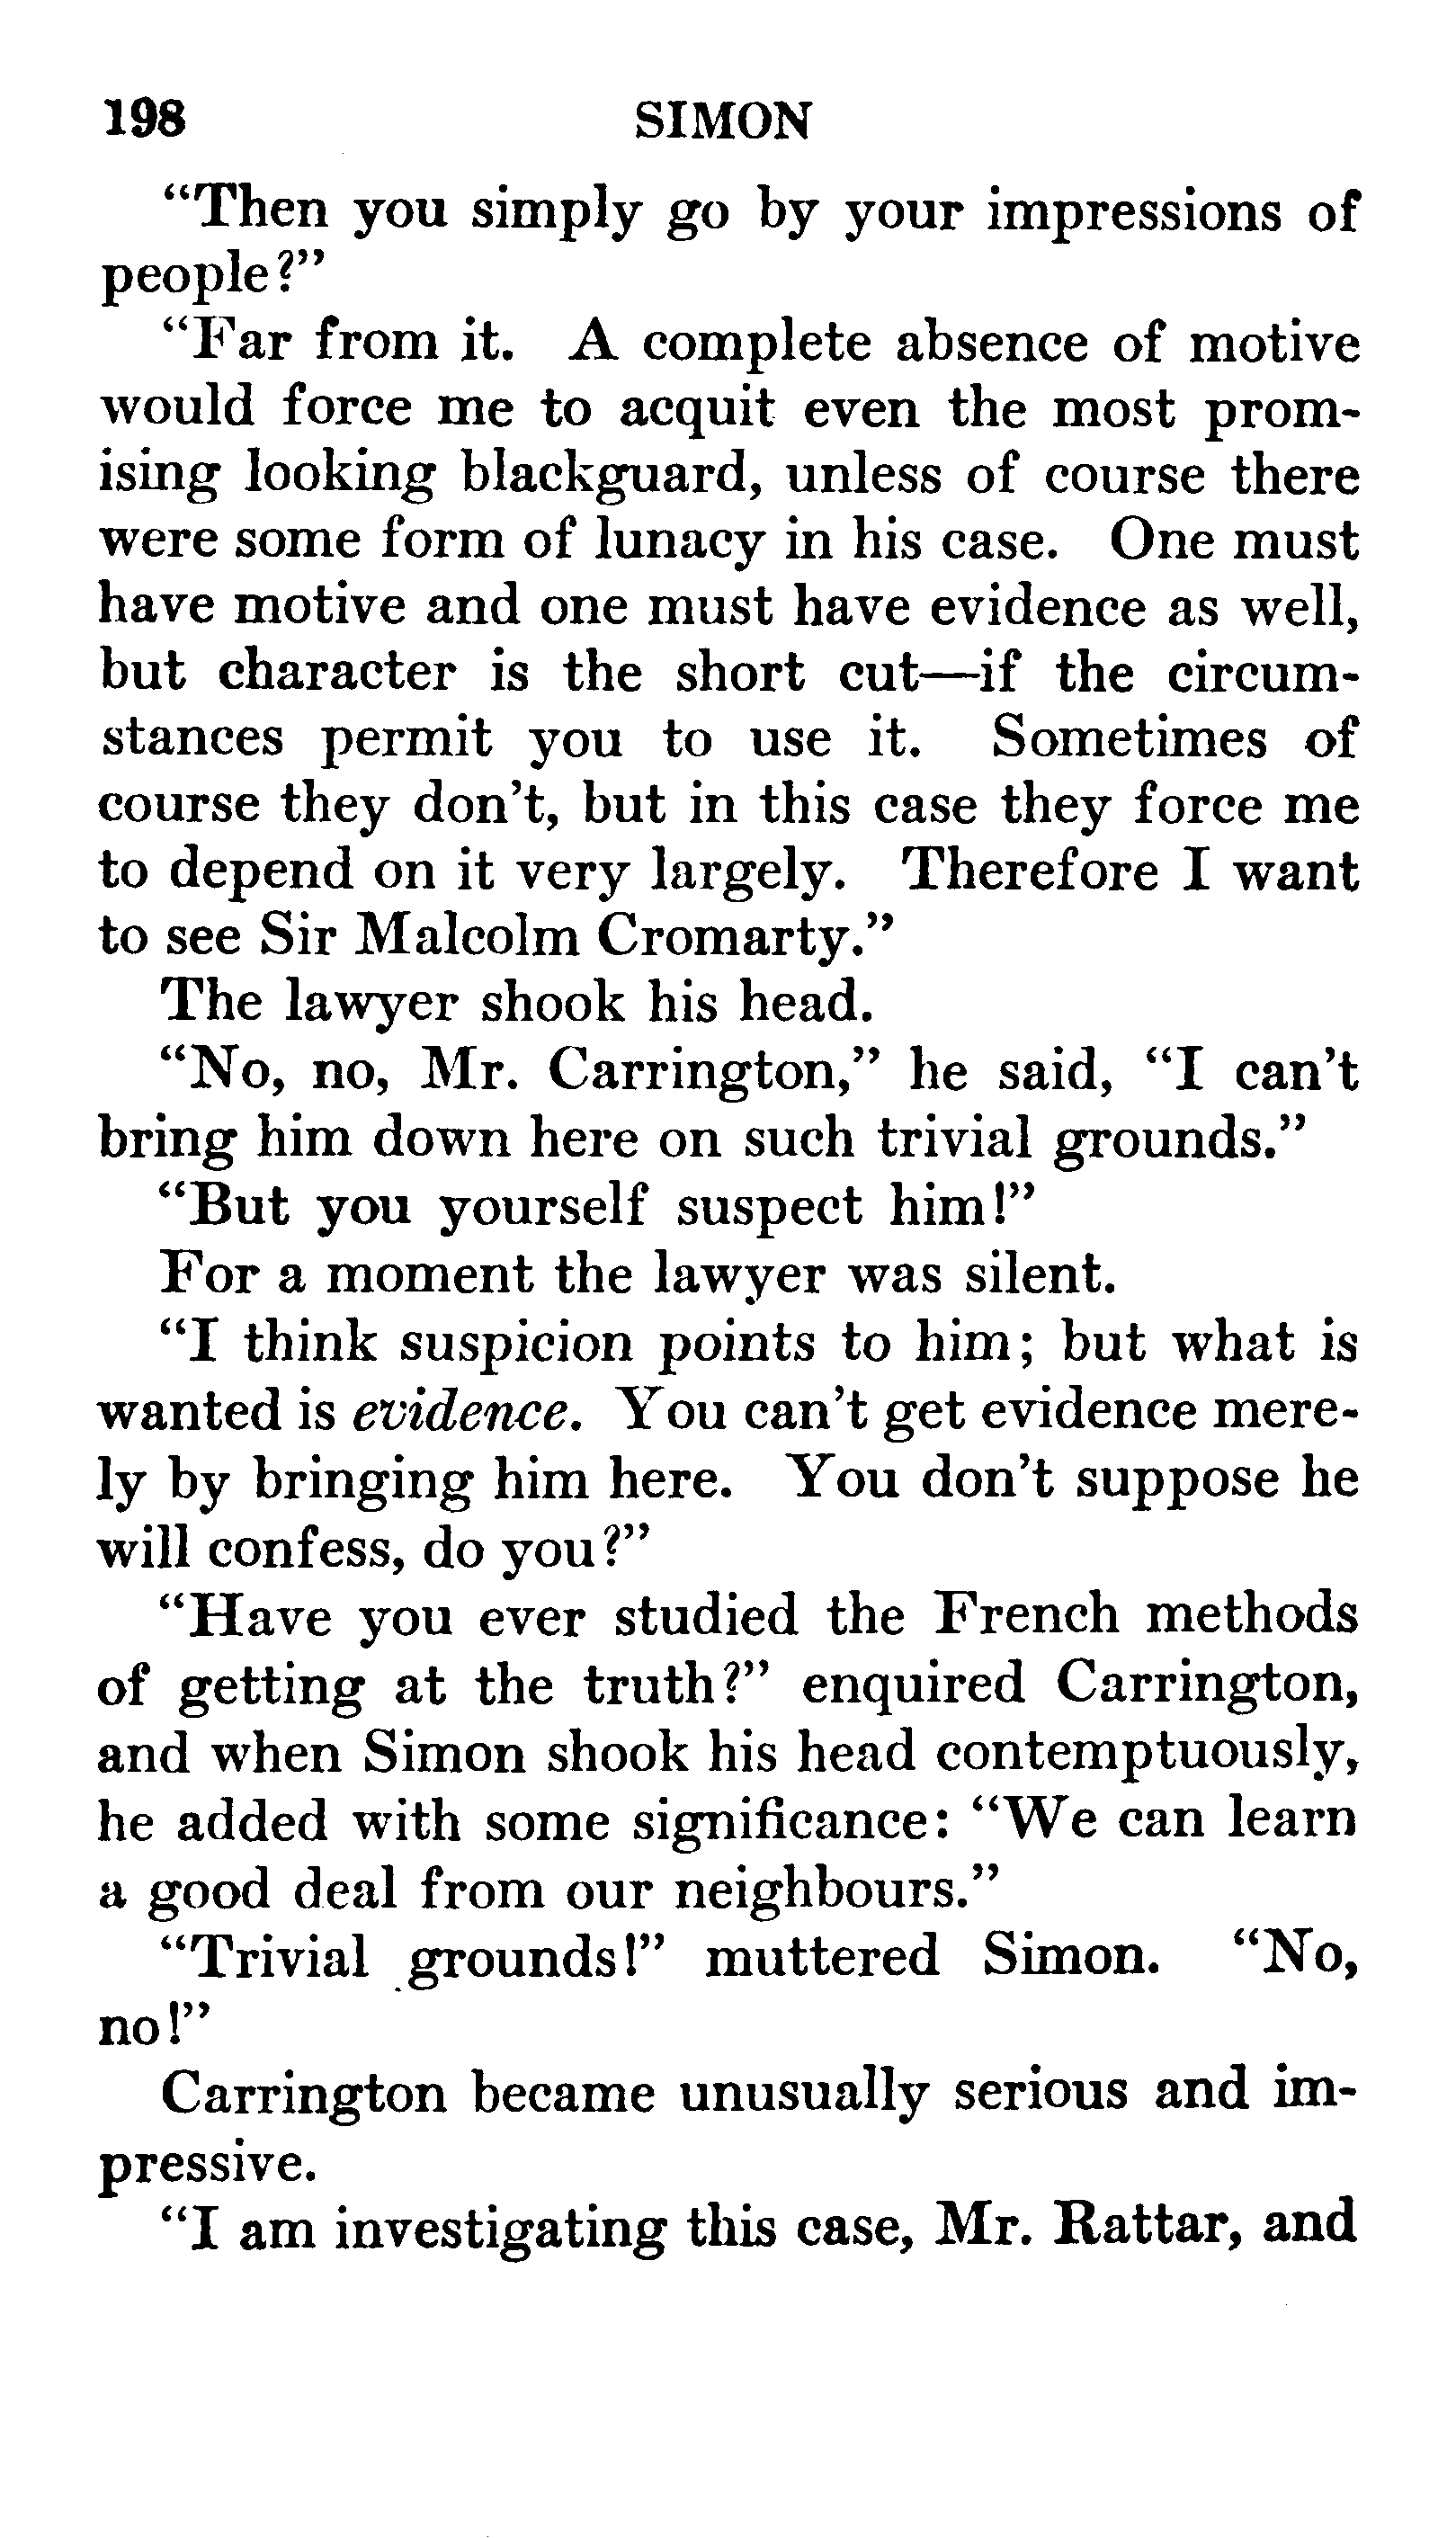 198 SIMON
“Then you simply go by your impressions of
people?”
“Far from it. A complete absence of motive
would force me to acquit even the most prom-
ising looking blackguard, unless of course there
were some form of lunacy in his case. One must
have motive and one must have evidence as well,
but character is the short cut—if the circum-
stances permit you to use it. Sometimes of
course they don’t, but in this case they force me
to depend on it very largely. Therefore I want
to see Sir Malcolm Cromarty.”
The lawyer shook his head.
“No, no, Mr. Carrington,” he said, “I can’t
bring him down here on such trivial grounds.”
“But you yourself suspect him!”
For a moment the lawyer was silent.
“I think suspicion points to him; but what is
wanted is evidence. You can’t get evidence mere-
ly by bringing him here. You don’t suppose he
will confess, do you?”
“Have you ever studied the French methods
of getting at the truth?” enquired Carrington,
and when Simon shook his head contemptuously,
he added with some significance: “We can learn
a good deal from our neighbours.”
“Trivial grounds!” muttered Simon. “No,
no!”
Carrington became unusually serious and im-
pressive.
“I am investigating this case, Mr. Rattar, and